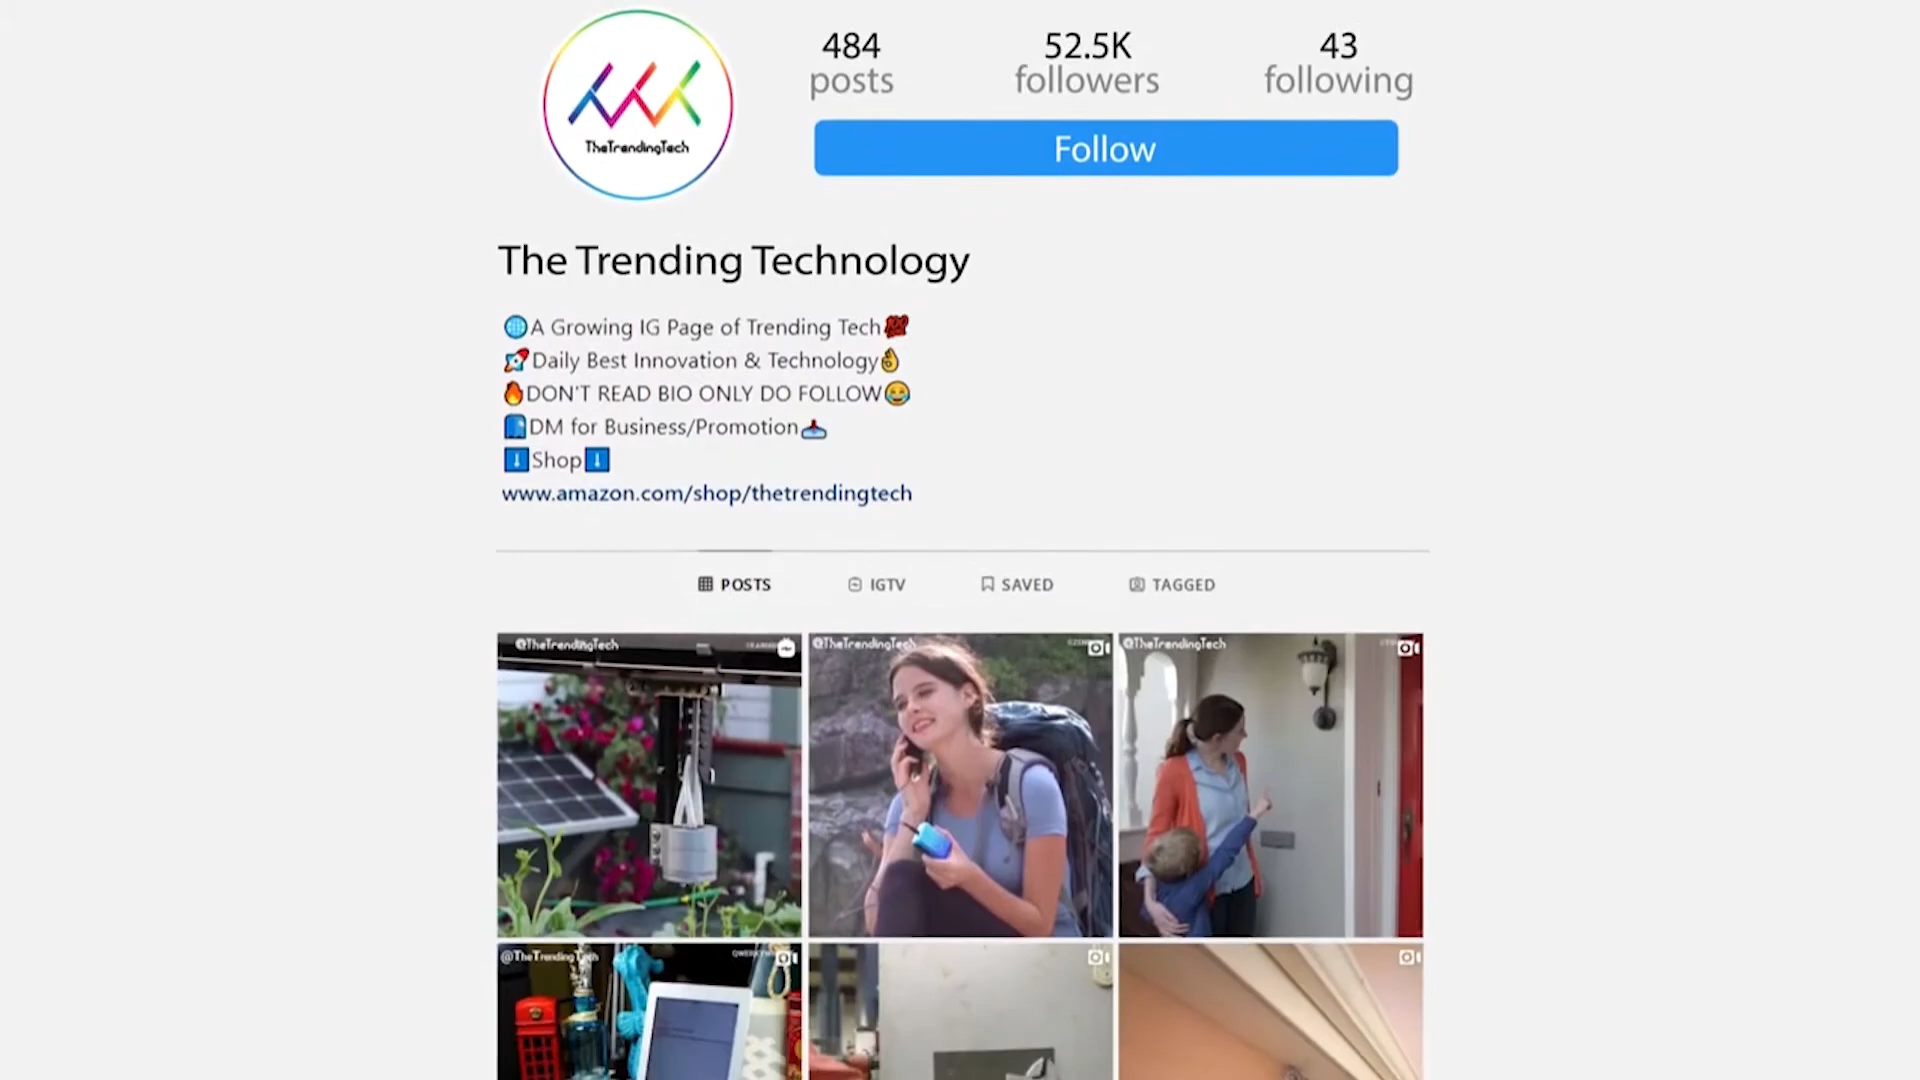 484
posts
52.5K
followers
43
following
TheTrendingTech
Follow
The Trending Technology
🌐A Growing IG Page of Trending Tech💯
🚀Daily Best Innovation & Technology👌
🔥DON'T READ BIO ONLY DO FOLLOW😂
📘DM for Business/Promotion📥
⬇️Shop⬇️
www.amazon.com/shop/thetrendingtech
POSTS
IGTV
SAVED
TAGGED
@TheTrendingTech
@TheTrendingTech
@TheTrendingTech
@TheTrendingTech